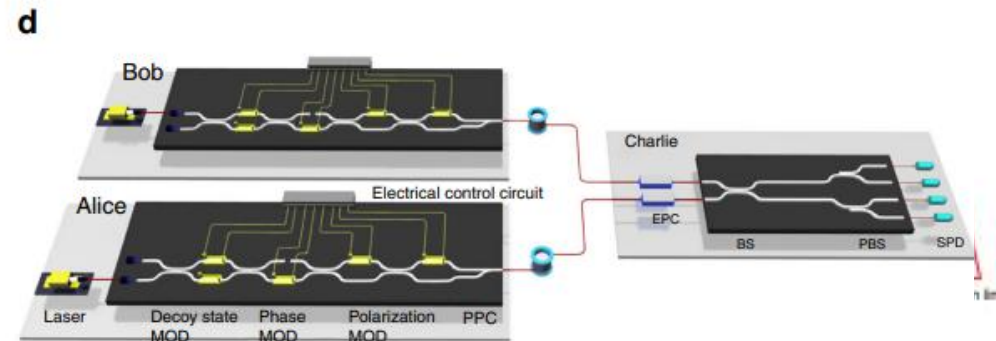 d
Bob
Charlie
Electrical control circuit
Alice
EPC
BS
PBS
SPD
Laser
Decoy state
MOD
Phase
MOD
Polarization
MOD
PPC